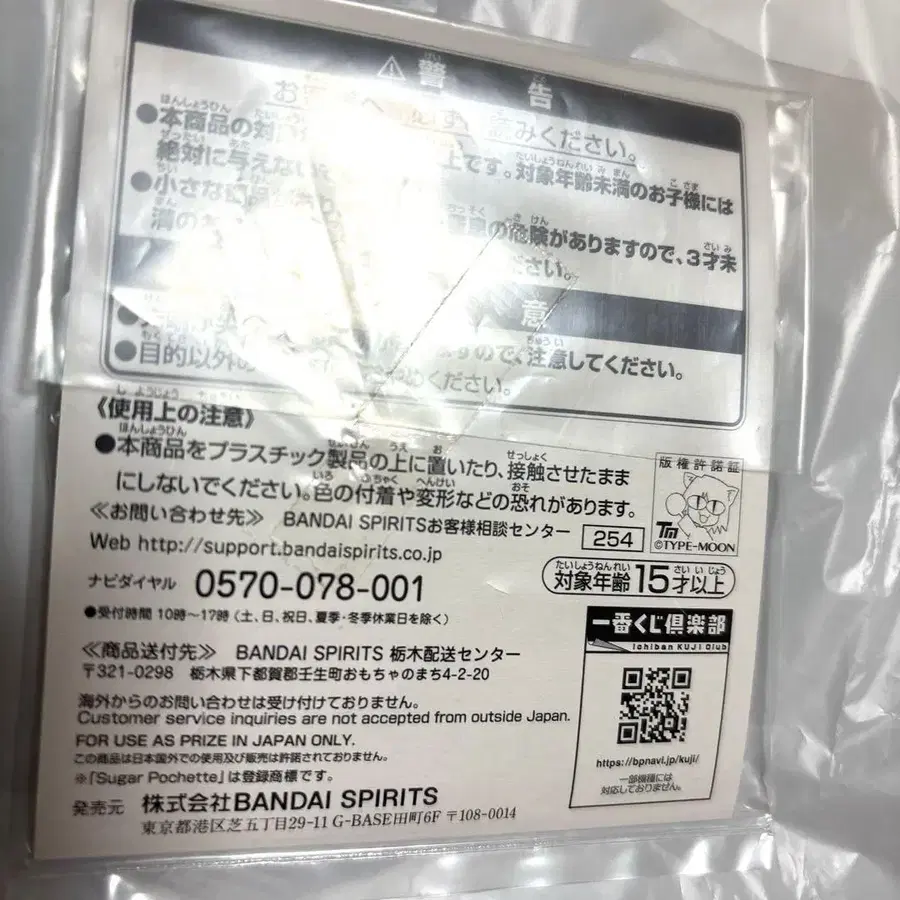 ⚠警告
お へ ず 読みください。
●本商品の対 上です。対象年齢未満のお子様には
絶対に与えない
●小さな 窒息の危険がありますので、3才未
満の ださい。
意
ますので、注意してください。
●目的以外の ください。
《使用上の注意》
●本商品をプラスチック製品の上に置いたり、接触させたまま
にしないでください。色の付着や変形などの恐れがあります。
≪お問い合わせ先≫ BANDAI SPIRITSお客様相談センター 254
Web http://support.bandaispirits.co.jp
ナビダイヤル 0570-078-001
●受付時間 10時～17時 (土、日、祝日、夏季・冬季休業日を除く)
≪商品送付先≫ BANDAI SPIRITS 栃木配送センター
〒321-0298 栃木県下都賀郡壬生町おもちゃのまち4-2-20
海外からのお問い合わせは受け付けておりません。
Customer service inquiries are not accepted from outside Japan.
FOR USE AS PRIZE IN JAPAN ONLY.
この商品は日本国外での使用及び販売は許諾されておりません。
※「Sugar Pochette」は登録商標です。
発売元 株式会社BANDAI SPIRITS
東京都港区芝五丁目29-11 G-BASE田町6F 〒108-0014
版権許諾証
TM
©TYPE-MOON
対象年齢15才以上
一番くじ倶楽部
Ichiban KUJI Club
https://bpnavi.jp/kuji/
一部機種には
対応しておりません。